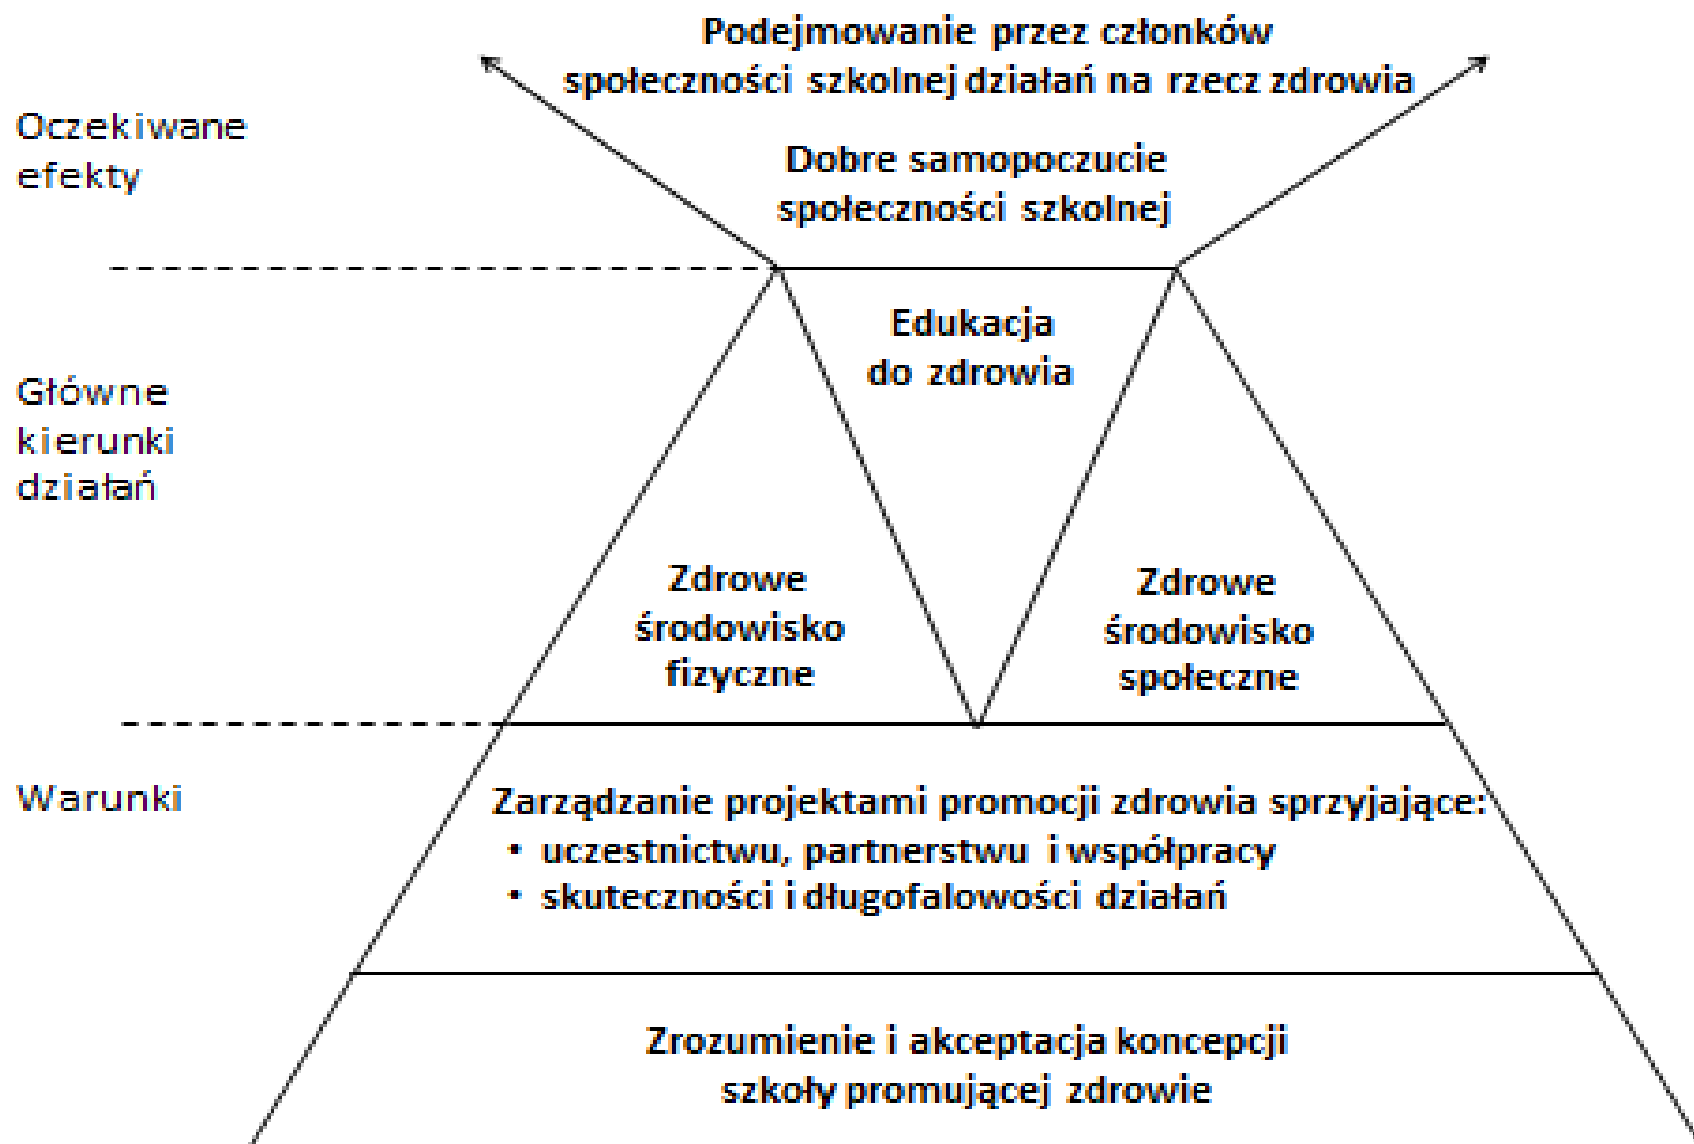 Podejmowanie przez członków
społeczności szkolnej działań na rzecz zdrowia
Oczekiwane
efekty
Dobre samopoczucie
społeczności szkolnej
Edukacja
do zdrowia
Główne
kierunki
działań
Zdrowe
środowisko
fizyczne
Zdrowe
środowisko
społeczne
Warunki
Zarządzanie projektami promocji zdrowia sprzyjające:
• uczestnictwu, partnerstwu i współpracy
• skuteczności i długofalowości działań
Zrozumienie i akceptacja koncepcji
szkoły promującej zdrowie